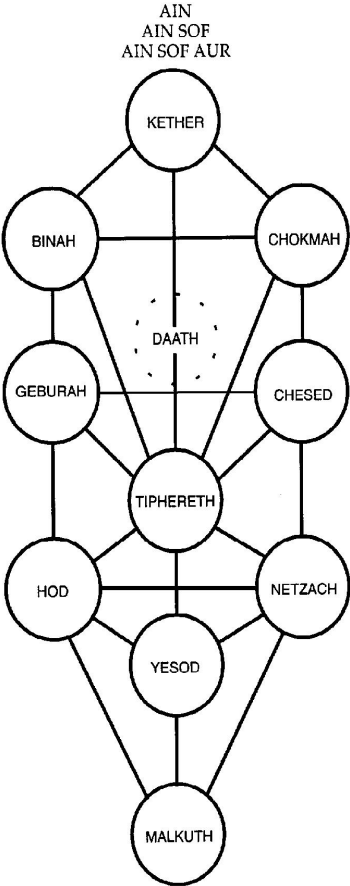 AIN
AIN SOF
AIN SOF AUR
KETHER
BINAH
CHOKMAH
DAATH
GEBURAH
CHESED
TIPHERETH
HOD
NETZACH
YESOD
MALKUTH